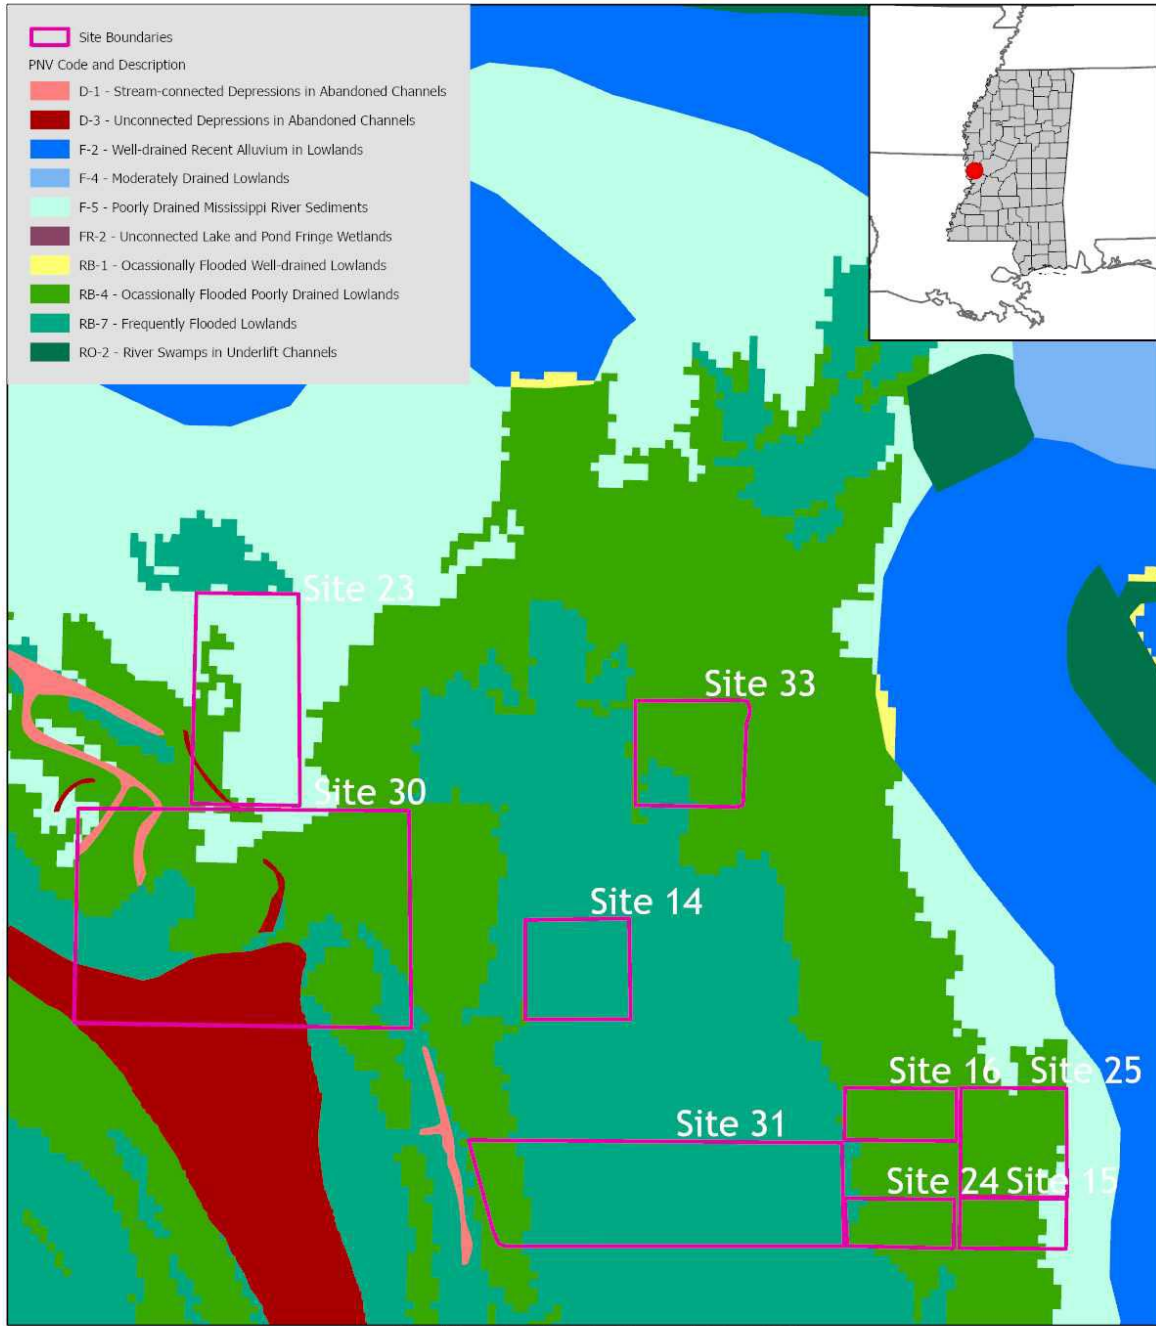 Site Boundaries
PNV Code and Description
D-1 - Stream-connected Depressions in Abandoned Channels
D-3 - Unconnected Depressions in Abandoned Channels
F-2 - Well-drained Recent Alluvium in Lowlands
F-4 - Moderately Drained Lowlands
F-5 - Poorly Drained Mississippi River Sediments
FR-2 - Unconnected Lake and Pond Fringe Wetlands
RB-1 - Ocassionally Flooded Well-drained Lowlands
RB-4 - Ocassionally Flooded Poorly Drained Lowlands
RB-7 - Frequently Flooded Lowlands
RO-2 - River Swamps in Underlift Channels
Site 23
Site 33
Site 30
Site 14
Site 16
Site 25
Site 31
Site 24
Site 15